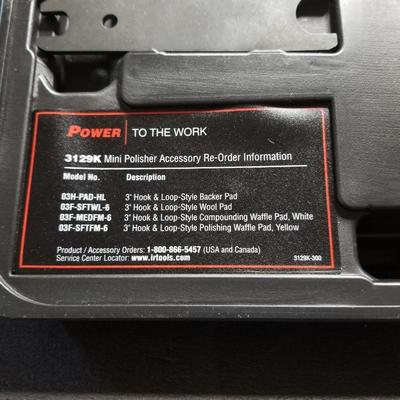 POWER | TO THE WORK
3129K Mini Polisher Accessory Re-Order Information
Model No. Description
03H-PAD-HL 3" Hook & Loop-Style Backer Pad
03F-SFTWL-6 3" Hook & Loop-Style Wool Pad
03F-MEDFM-6 3" Hook & Loop-Style Compounding Waffle Pad, White
03F-SFTFM-6 3" Hook & Loop-Style Polishing Waffle Pad, Yellow
Product / Accessory Orders: 1-800-866-5457 (USA and Canada)
Service Center Locator: www.irtools.com 3129K-300